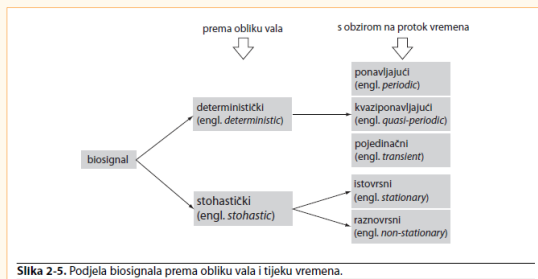 prema obliku vala
s obzirom na protok vremena
ponavljajući
(engl. periodic)
deterministički
(engl. deterministic)
kvaziponavljajući
(engl. quasi-periodic)
pojedinačni
(engl. transient)
biosignal
stohastički
(engl. stohastic)
istovrsni
(engl. stationary)
raznovrsni
(engl. non-stationary)
Slika 2-5. Podjela biosignala prema obliku vala i tijeku vremena.